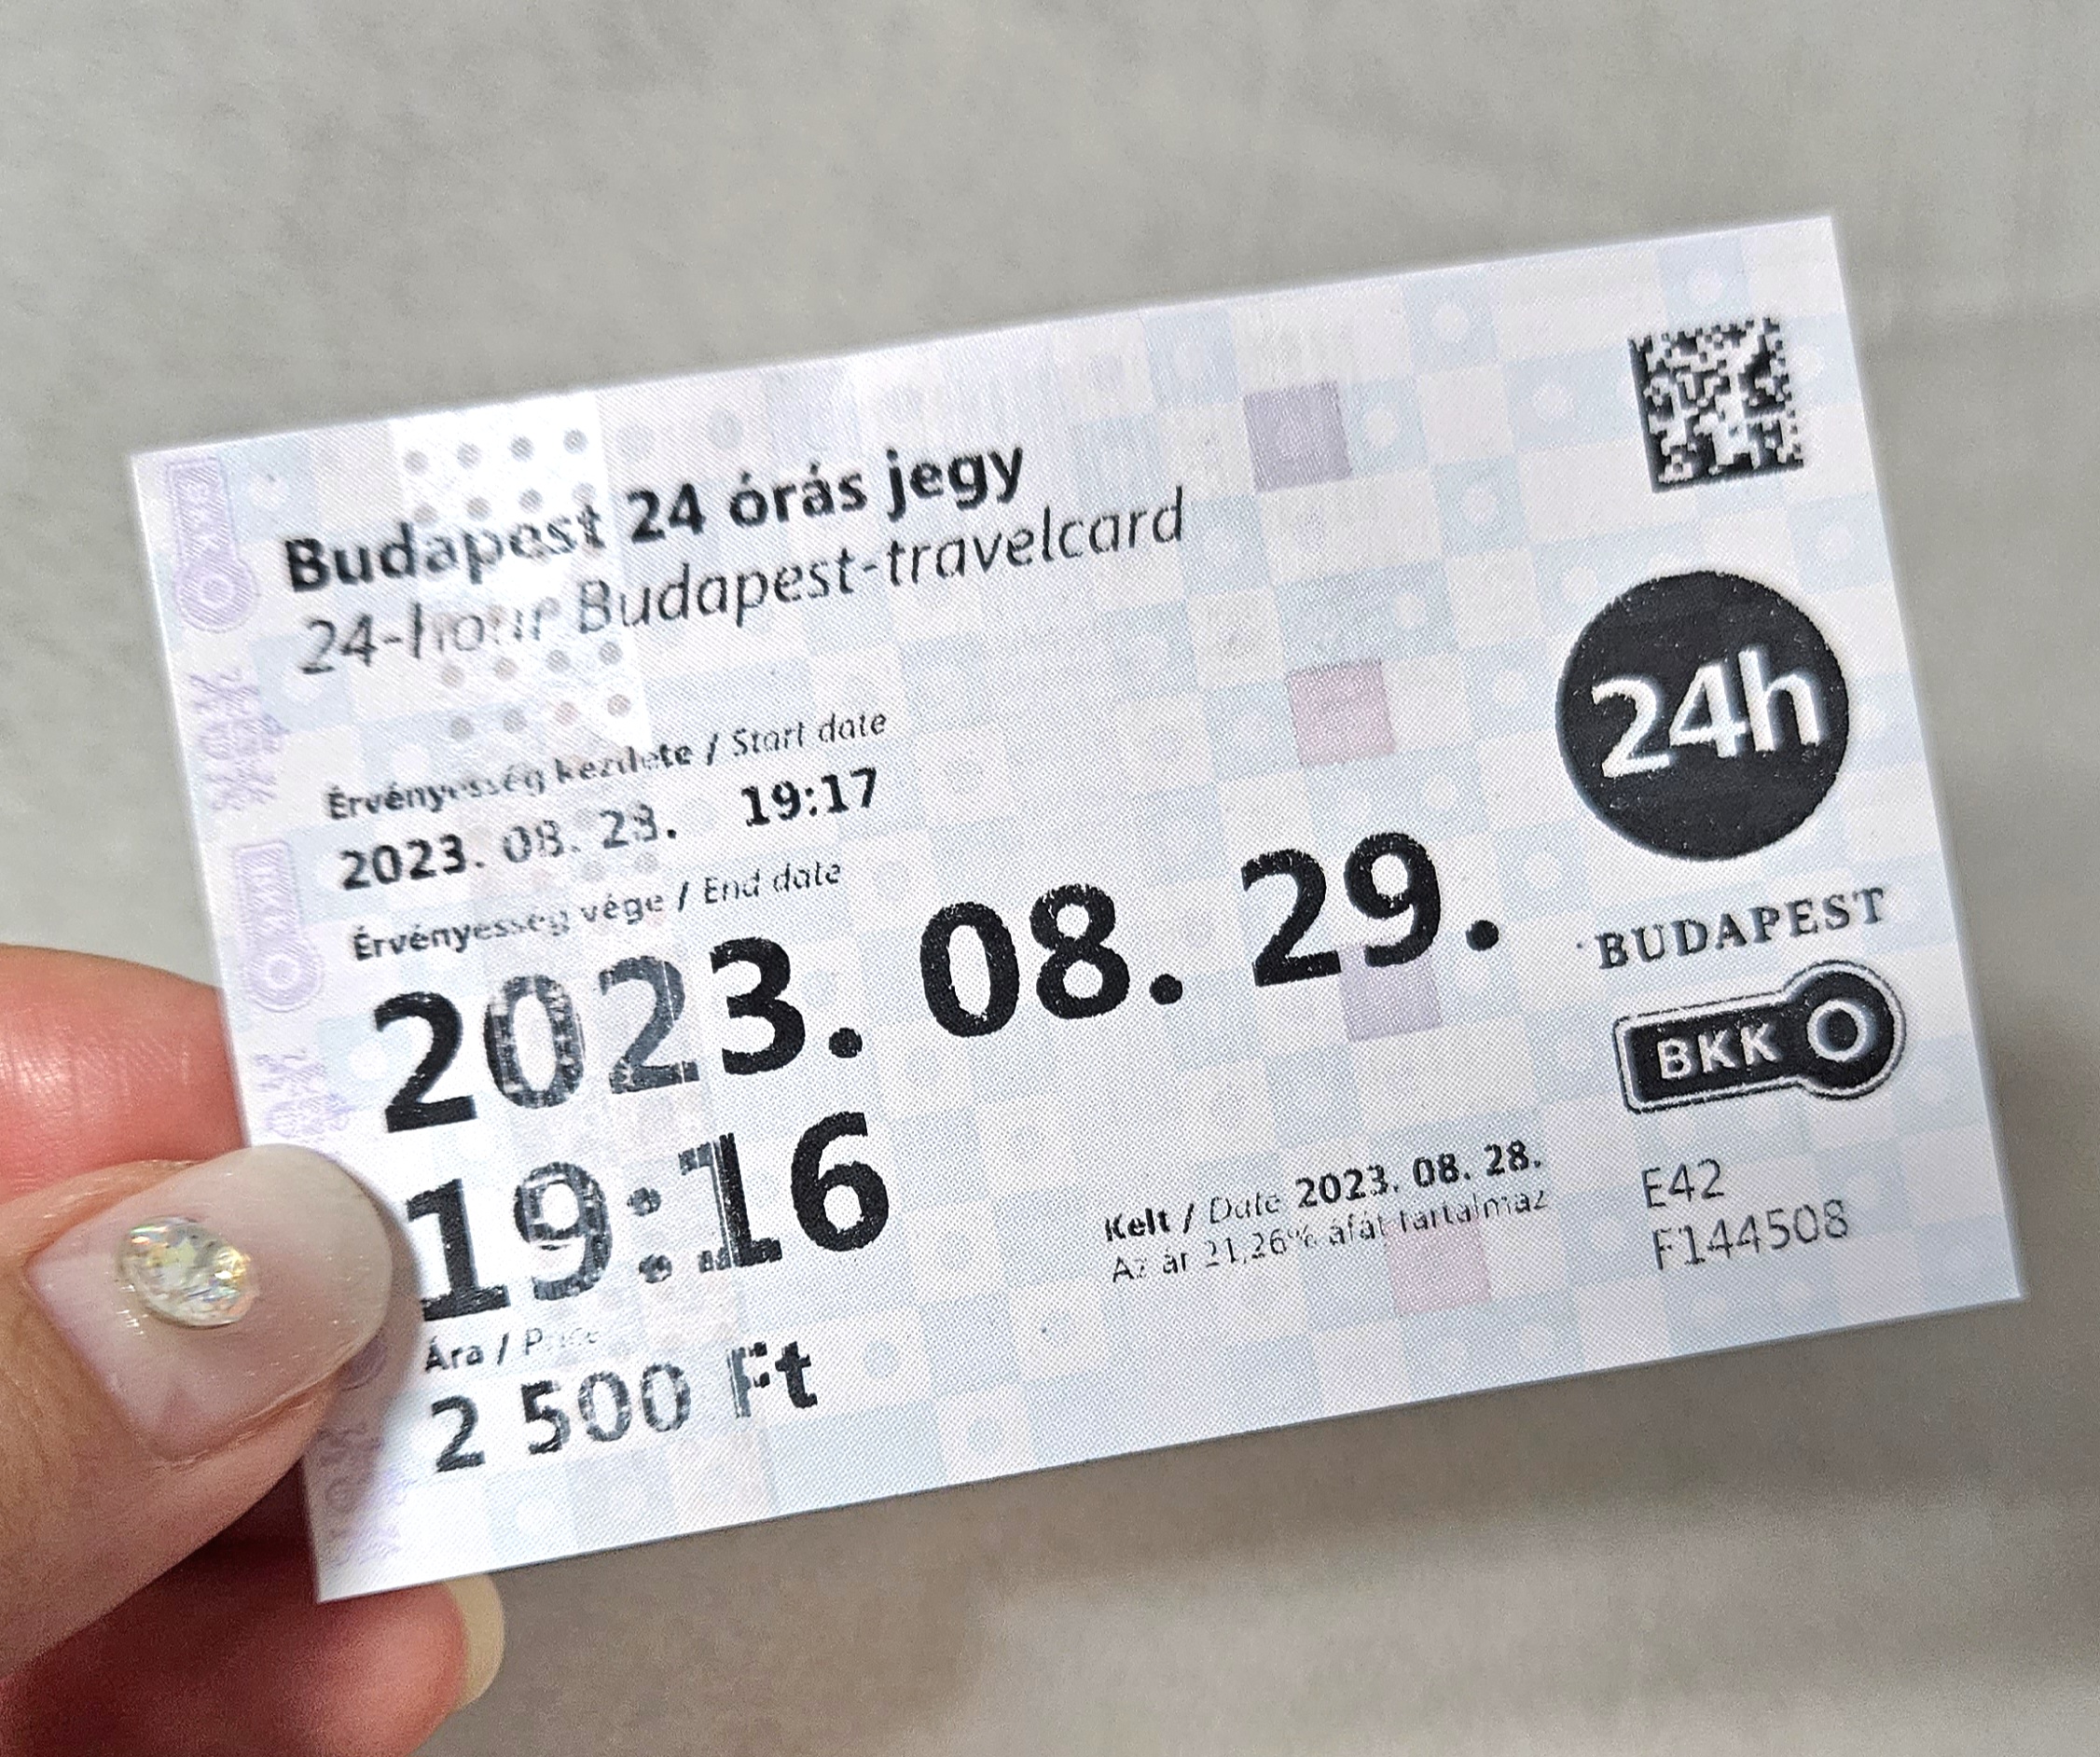 Budapest 24 órás jegy
24-hour Budapest-travelcard
Érvényesség kezdete / Start date
2023. 08. 28. 19:17
Érvényesség vége / End date
2023. 08. 29.
19:16
Ára / Price
2 500 Ft
Kelt / Date 2023. 08. 28.
Az ár 21,26% áfát tartalmaz
24h
BUDAPEST
BKK
E42
F144508